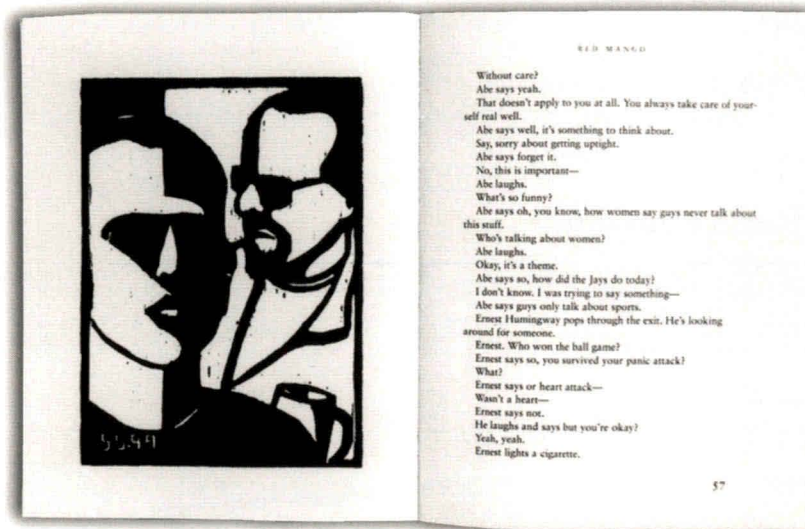 RED MANGO
Without care?
Abe says yeah.
That doesn't apply to you at all. You always take care of your-
self real well.
Abe says well, it's something to think about.
Say, sorry about getting uptight.
Abe says forget it.
No, this is important—
Abe laughs.
What's so funny?
Abe says oh, you know, how women say guys never talk about
this stuff.
Who's talking about women?
Abe laughs.
Okay, it's a theme.
Abe says so, how did the Jays do today?
I don't know. I was trying to say something—
Abe says guys only talk about sports.
Ernest Humingway pops through the exit. He's looking
around for someone.
Ernest. Who won the ball game?
Ernest says so, you survived your panic attack?
What?
Ernest says or heart attack—
Wasn't a heart—
Ernest says not.
He laughs and says but you're okay?
Yeah, yeah.
Ernest lights a cigarette.
57